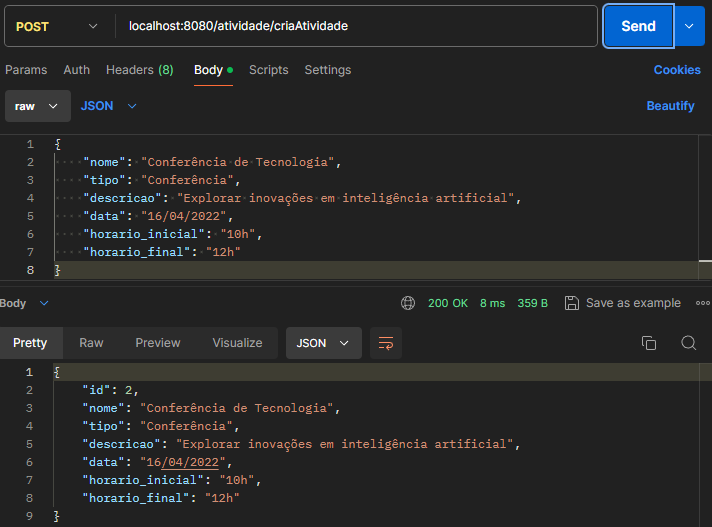 POST localhost:8080/atividade/criaAtividade Send
Params Auth Headers (8) Body Scripts Settings Cookies
raw JSON Beautify
1 {
2 "nome": "Conferência de Tecnologia",
3 "tipo": "Conferência",
4 "descricao": "Explorar inovações em inteligência artificial",
5 "data": "16/04/2022",
6 "horario_inicial": "10h",
7 "horario_final": "12h"
8 }
Body 200 OK 8 ms 359 B Save as example
Pretty Raw Preview Visualize JSON
1 {
2 "id": 2,
3 "nome": "Conferência de Tecnologia",
4 "tipo": "Conferência",
5 "descricao": "Explorar inovações em inteligência artificial",
6 "data": "16/04/2022",
7 "horario_inicial": "10h",
8 "horario_final": "12h"
9 }